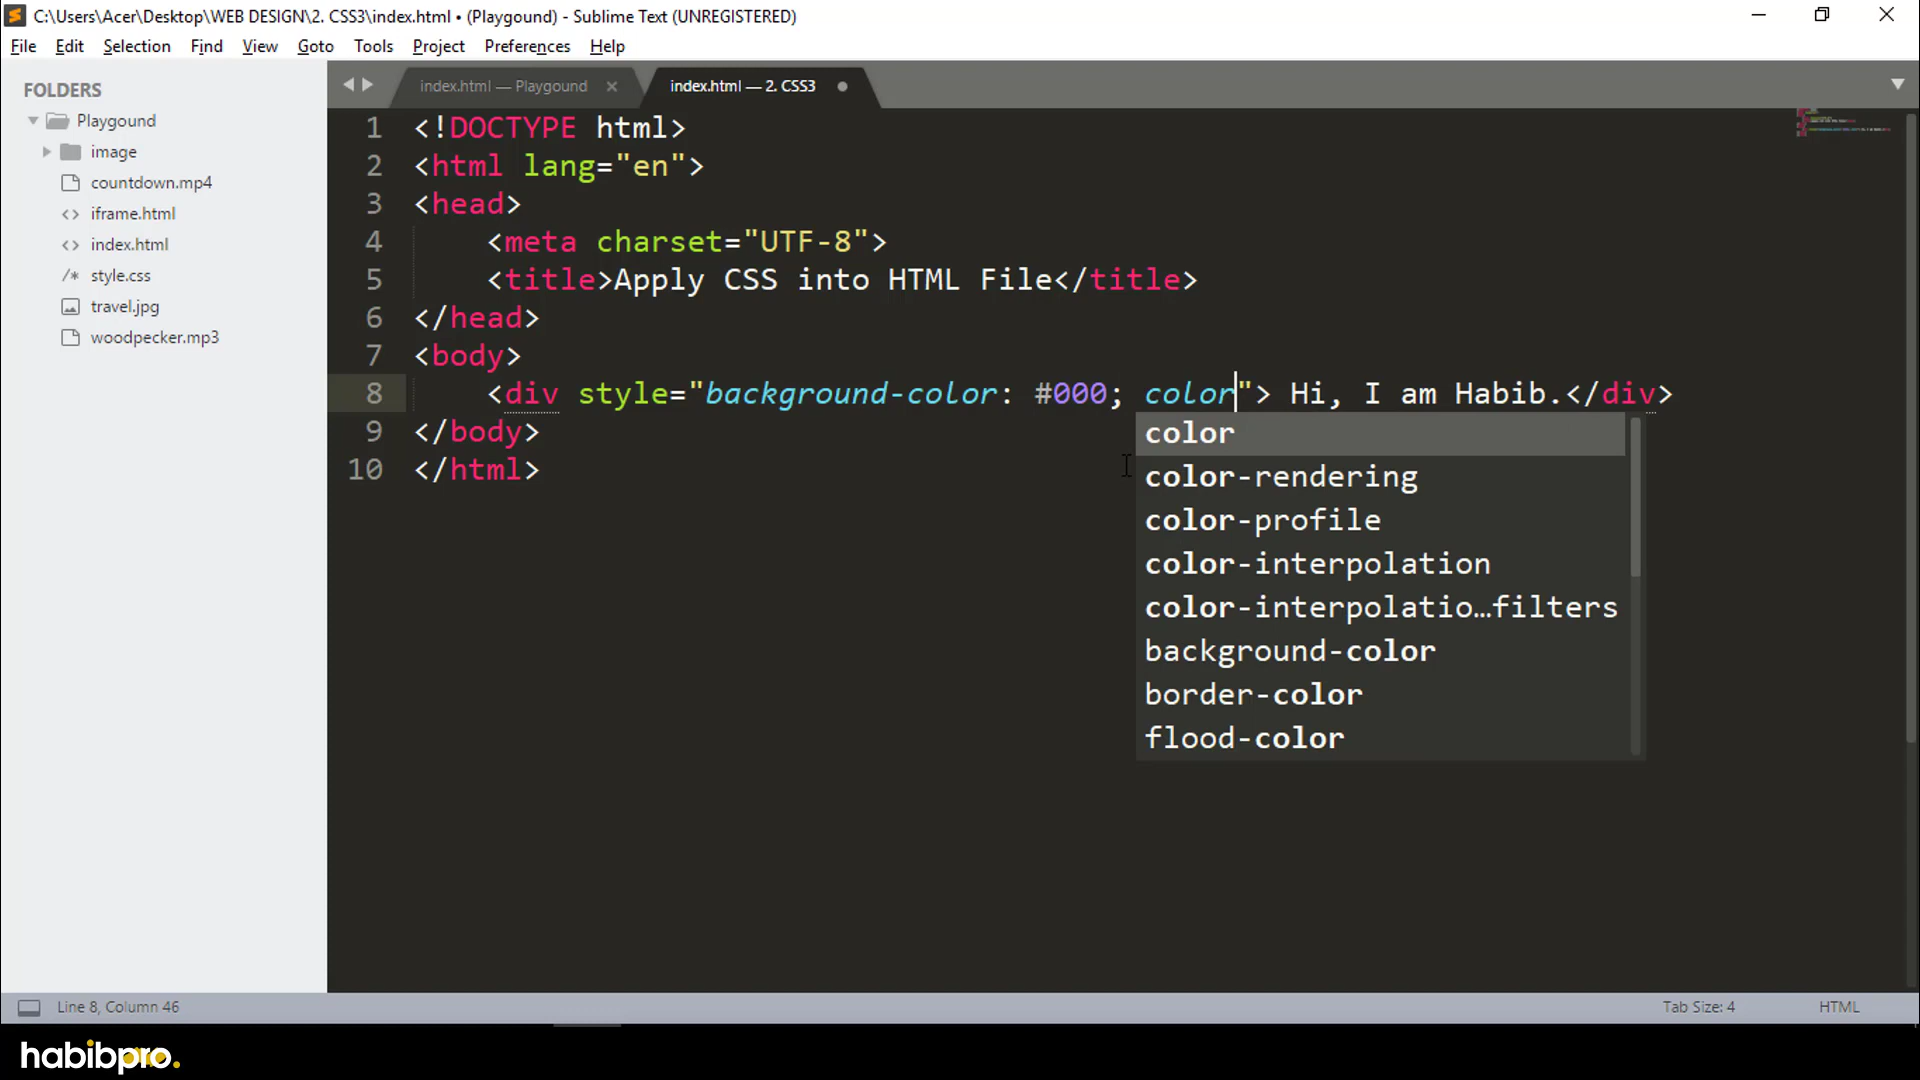 C:\Users\Acer\Desktop\WEB DESIGN\2. CSS3\index.html • (Playgound) - Sublime Text (UNREGISTERED)
File Edit Selection Find View Goto Tools Project Preferences Help
FOLDERS
Playgound
image
countdown.mp4
iframe.html
index.html
style.css
travel.jpg
woodpecker.mp3
index.html — Playgound
index.html — 2. CSS3
1 <!DOCTYPE html>
2 <html lang="en">
3 <head>
4 <meta charset="UTF-8">
5 <title>Apply CSS into HTML File</title>
6 </head>
7 <body>
8 <div style="background-color: #000; color"> Hi, I am Habib.</div>
9 </body>
10 </html>
color
color-rendering
color-profile
color-interpolation
color-interpolatio…filters
background-color
border-color
flood-color
Line 8, Column 46
Tab Size: 4
HTML
habibpro.